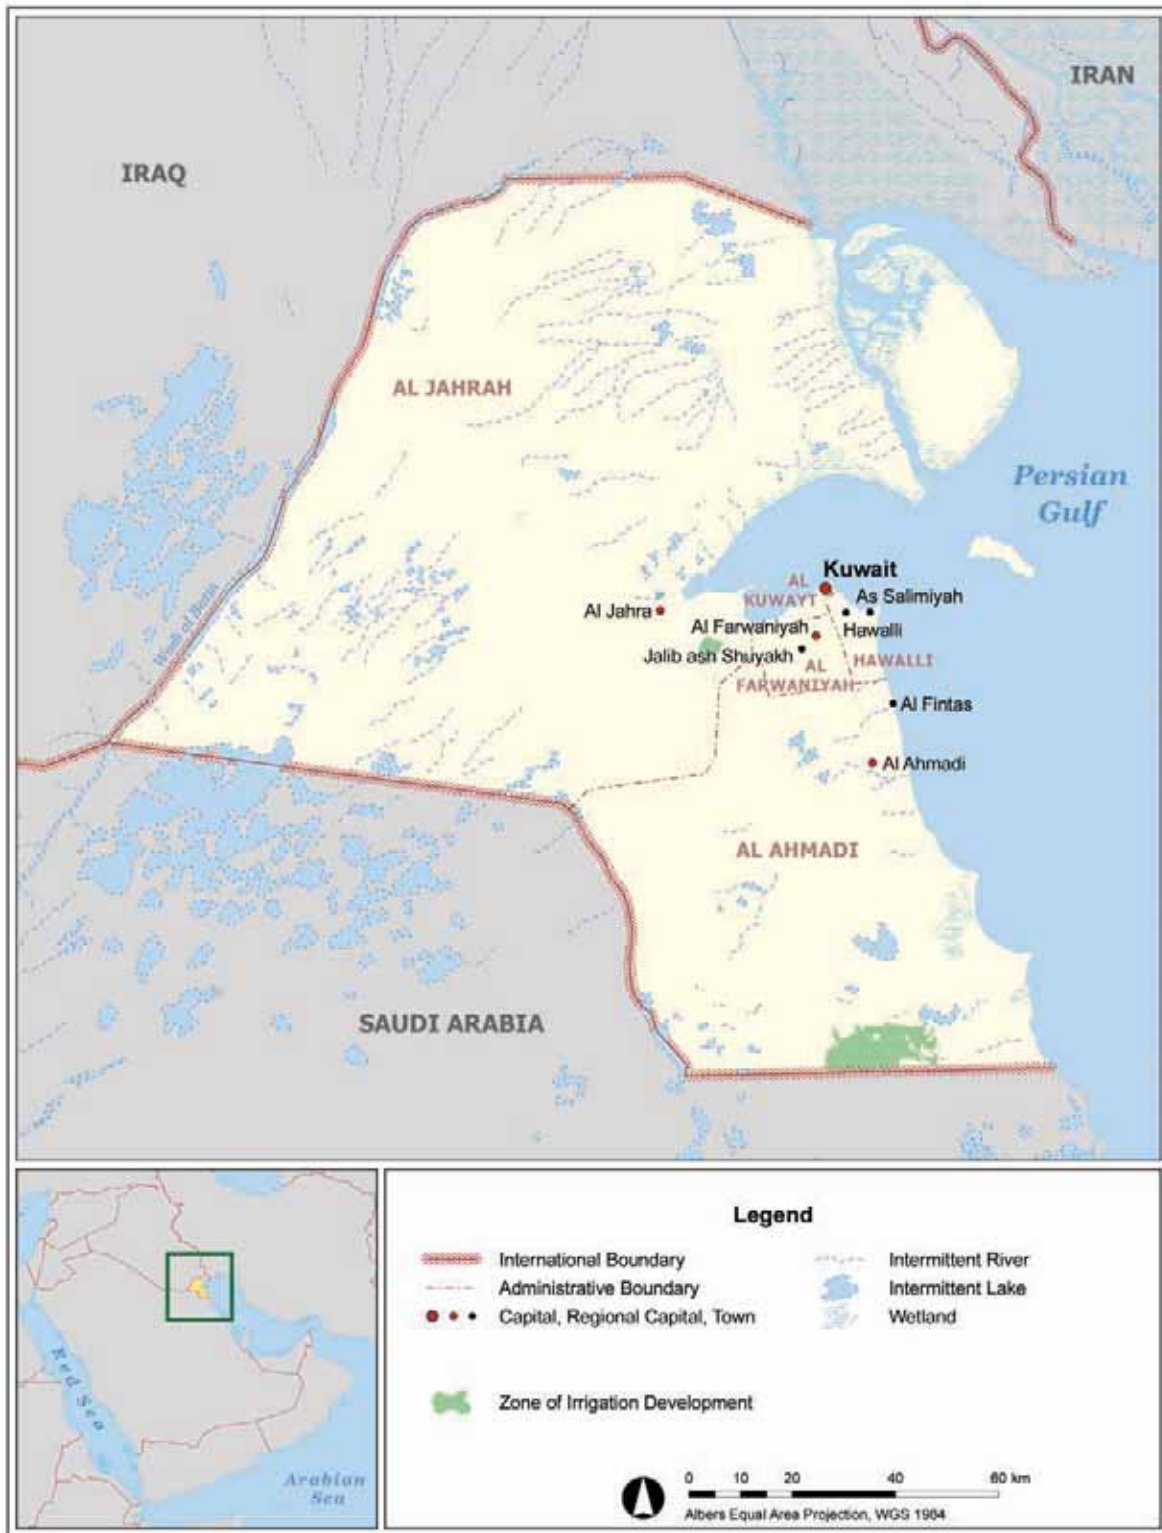 IRAN
IRAQ
AL JAHRAH
Persian
Gulf
Wadi al Batin
Kuwait
AL
KUWAYT
As Salimiyah
Al Jahra
Al Farwaniyah
Hawalli
Jalib ash Shuyakh
HAWALLI
AL
FARWANIYAH
Al Fintas
Al Ahmadi
AL AHMADI
SAUDI ARABIA
Red Sea
Arabian
Sea
Legend
International Boundary
Administrative Boundary
Capital, Regional Capital, Town
Intermittent River
Intermittent Lake
Wetland
Zone of Irrigation Development
0 10 20 40 60 km
Albers Equal Area Projection, WGS 1984